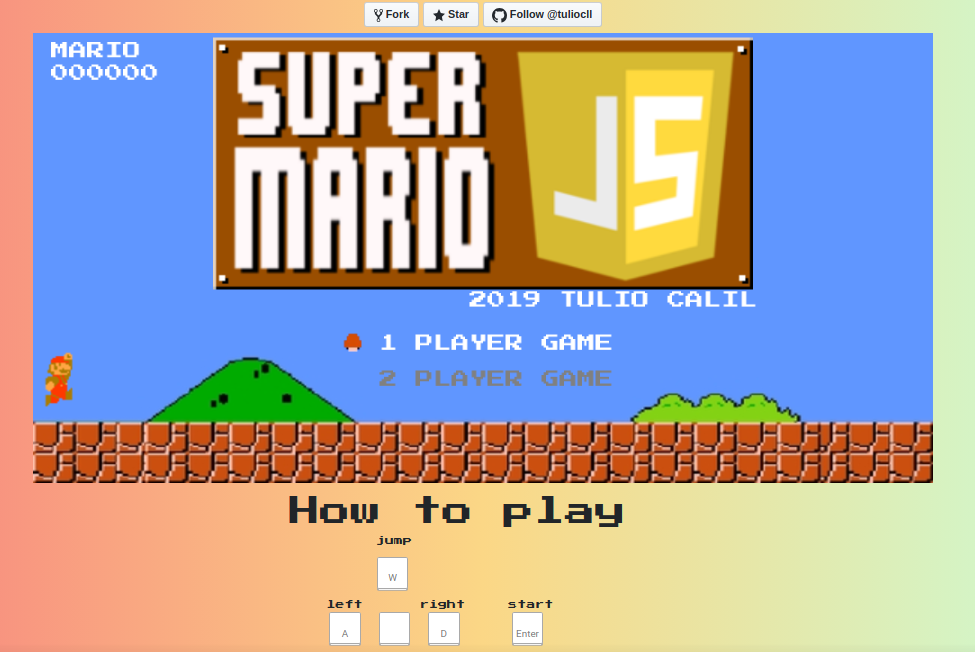 Fork Star Follow @tuliocll
MARIO
000000
SUPER
MARIO
JS
2019 TULIO CALIL
1 PLAYER GAME
2 PLAYER GAME
How to play
jump
W
left right start
A D Enter